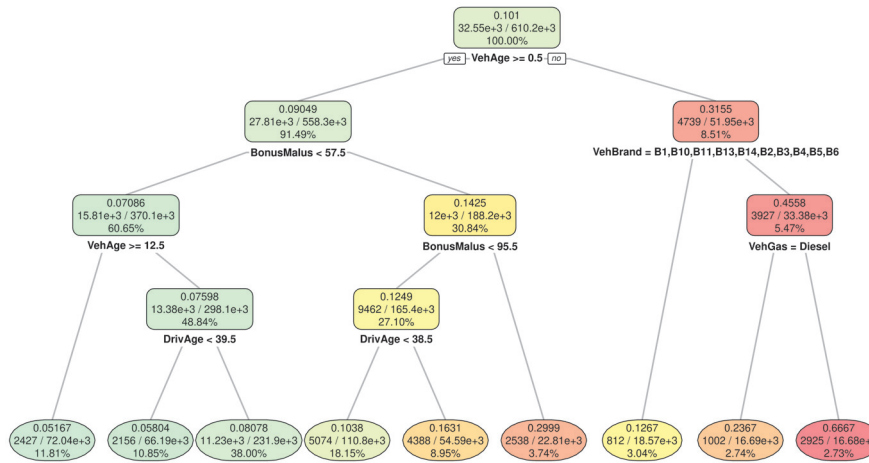 0.101
32.55e+3 / 610.2e+3
100.00%
yes VehAge >= 0.5 no
0.09049
27.81e+3 / 558.3e+3
91.49%
BonusMalus < 57.5
0.3155
4739 / 51.95e+3
8.51%
VehBrand = B1,B10,B11,B13,B14,B2,B3,B4,B5,B6
0.07086
15.81e+3 / 370.1e+3
60.65%
VehAge >= 12.5
0.1425
12e+3 / 188.2e+3
30.84%
BonusMalus < 95.5
0.4558
3927 / 33.38e+3
5.47%
VehGas = Diesel
0.07598
13.38e+3 / 298.1e+3
48.84%
DrivAge < 39.5
0.1249
9462 / 165.4e+3
27.10%
DrivAge < 38.5
0.05167
2427 / 72.04e+3
11.81%
0.05804
2156 / 66.19e+3
10.85%
0.08078
11.23e+3 / 231.9e+3
38.00%
0.1038
5074 / 110.8e+3
18.15%
0.1631
4388 / 54.59e+3
8.95%
0.2999
2538 / 22.81e+3
3.74%
0.1267
812 / 18.57e+3
3.04%
0.2367
1002 / 16.69e+3
2.74%
0.6667
2925 / 16.68e+3
2.73%